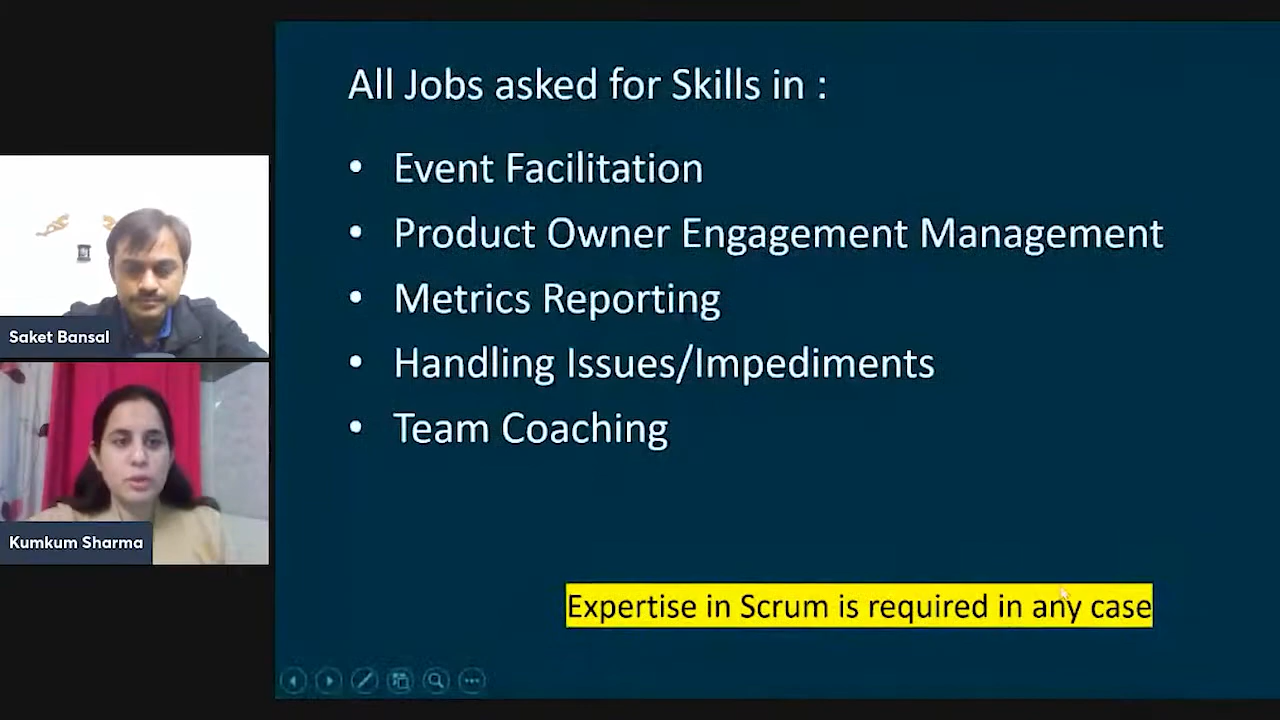 All Jobs asked for Skills in :
• Event Facilitation
• Product Owner Engagement Management
• Metrics Reporting
• Handling Issues/Impediments
• Team Coaching
Expertise in Scrum is required in any case
Saket Bansal
Kumkum Sharma